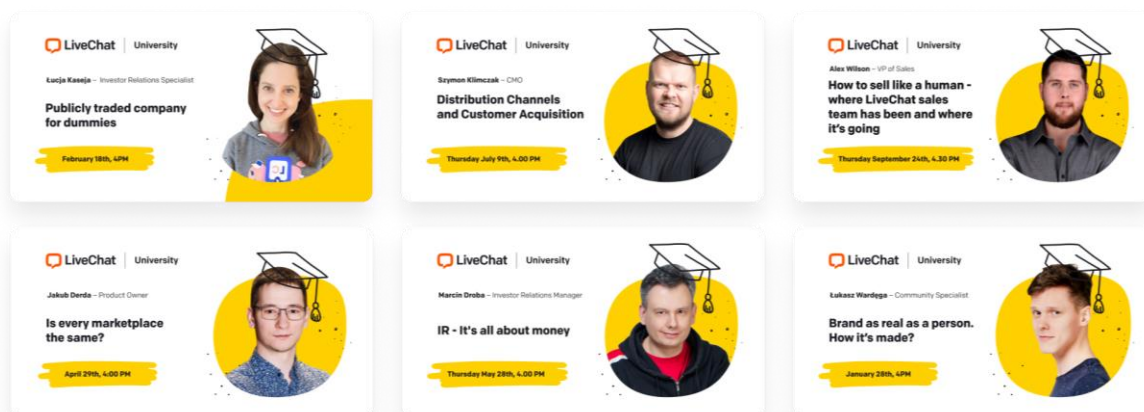 LiveChat | University
Łucja Kaseja – Investor Relations Specialist
Publicly traded company
for dummies
February 18th, 4PM
LiveChat | University
Szymon Klimczak – CMO
Distribution Channels
and Customer Acquisition
Thursday July 9th, 4.00 PM
LiveChat | University
Alex Wilson – VP of Sales
How to sell like a human -
where LiveChat sales
team has been and where
it's going
Thursday September 24th, 4.30 PM
LiveChat | University
Jakub Derda – Product Owner
Is every marketplace
the same?
April 29th, 4:00 PM
LiveChat | University
Marcin Droba – Investor Relations Manager
IR - It's all about money
Thursday May 28th, 4.00 PM
LiveChat | University
Łukasz Wardęga – Community Specialist
Brand as real as a person.
How it's made?
January 28th, 4PM